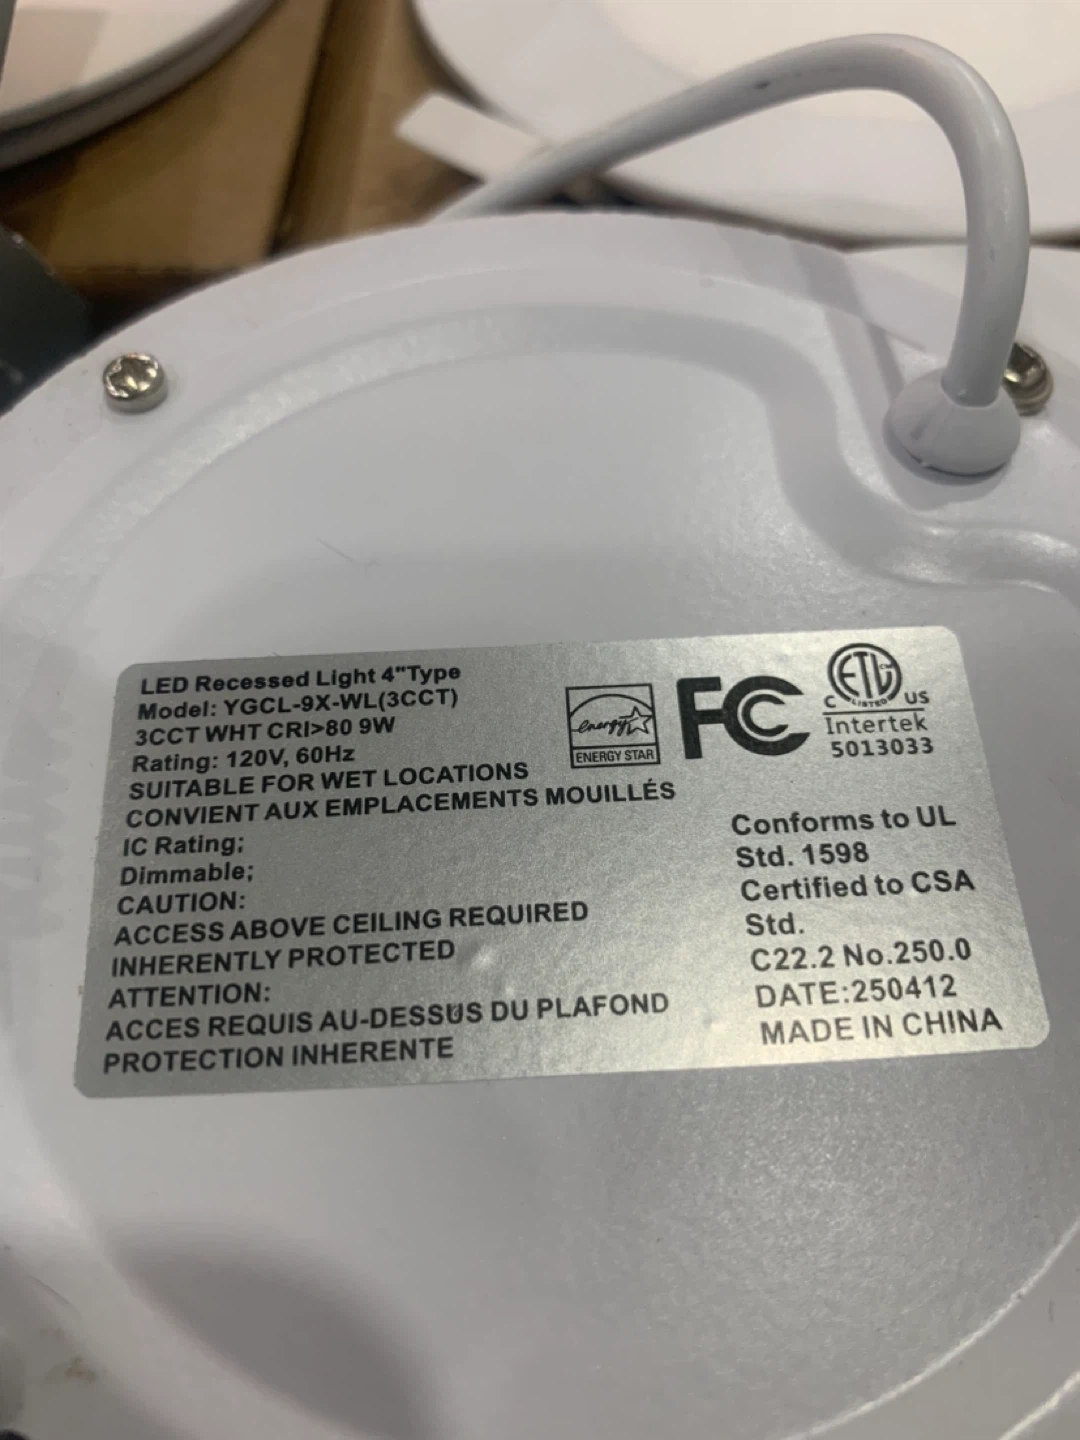 LED Recessed Light 4"Type
Model: YGCL-9X-WL(3CCT)
3CCT WHT CRI>80 9W
Rating: 120V, 60Hz
SUITABLE FOR WET LOCATIONS
CONVIENT AUX EMPLACEMENTS MOUILLÉS
IC Rating;
Dimmable;
CAUTION:
ACCESS ABOVE CEILING REQUIRED
INHERENTLY PROTECTED
ATTENTION:
ACCES REQUIS AU-DESSUS DU PLAFOND
PROTECTION INHERENTE
energy
ENERGY STAR
FC
ETL
C LISTED US
Intertek
5013033
Conforms to UL
Std. 1598
Certified to CSA
Std.
C22.2 No.250.0
DATE:250412
MADE IN CHINA